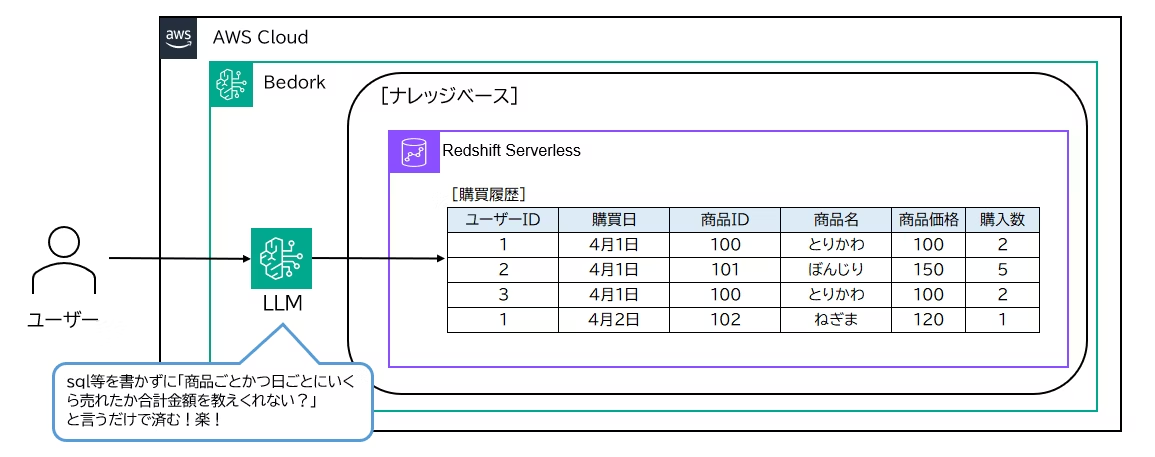 aws
AWS Cloud
Bedork
[ナレッジベース]
Redshift Serverless
[購買履歴]
ユーザーID 購買日 商品ID 商品名 商品価格 購入数
1 4月1日 100 とりかわ 100 2
2 4月1日 101 ぼんじり 150 5
3 4月1日 100 とりかわ 100 2
1 4月2日 102 ねぎま 120 1
ユーザー
LLM
sql等を書かずに「商品ごとかつ日ごとにいく
ら売れたか合計金額を教えくれない？」
と言うだけで済む！楽！